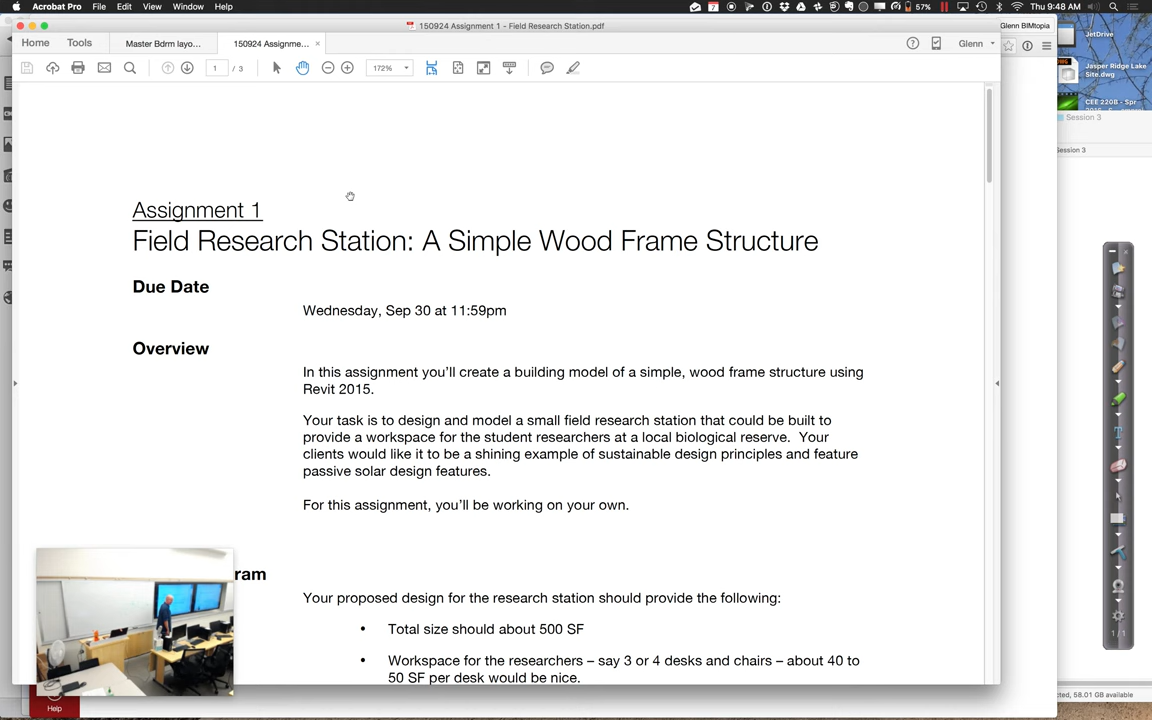 Acrobat Pro File Edit View Window Help
57% Thu 9:48 AM
150924 Assignment 1 - Field Research Station.pdf
Glenn BIMtopia
Home Tools Master Bdrm layo... 150924 Assignme... × Glenn
1 / 3 172%
JetDrive
Jasper Ridge Lake
Site.dwg
CEE 220B - Spr
Session 3
Session 3
Assignment 1
Field Research Station: A Simple Wood Frame Structure
Due Date
Wednesday, Sep 30 at 11:59pm
Overview
In this assignment you'll create a building model of a simple, wood frame structure using
Revit 2015.
Your task is to design and model a small field research station that could be built to
provide a workspace for the student researchers at a local biological reserve. Your
clients would like it to be a shining example of sustainable design principles and feature
passive solar design features.
For this assignment, you'll be working on your own.
ram
Your proposed design for the research station should provide the following:
• Total size should about 500 SF
• Workspace for the researchers – say 3 or 4 desks and chairs – about 40 to
50 SF per desk would be nice.
1 / 1
cted, 58.01 GB available
Help